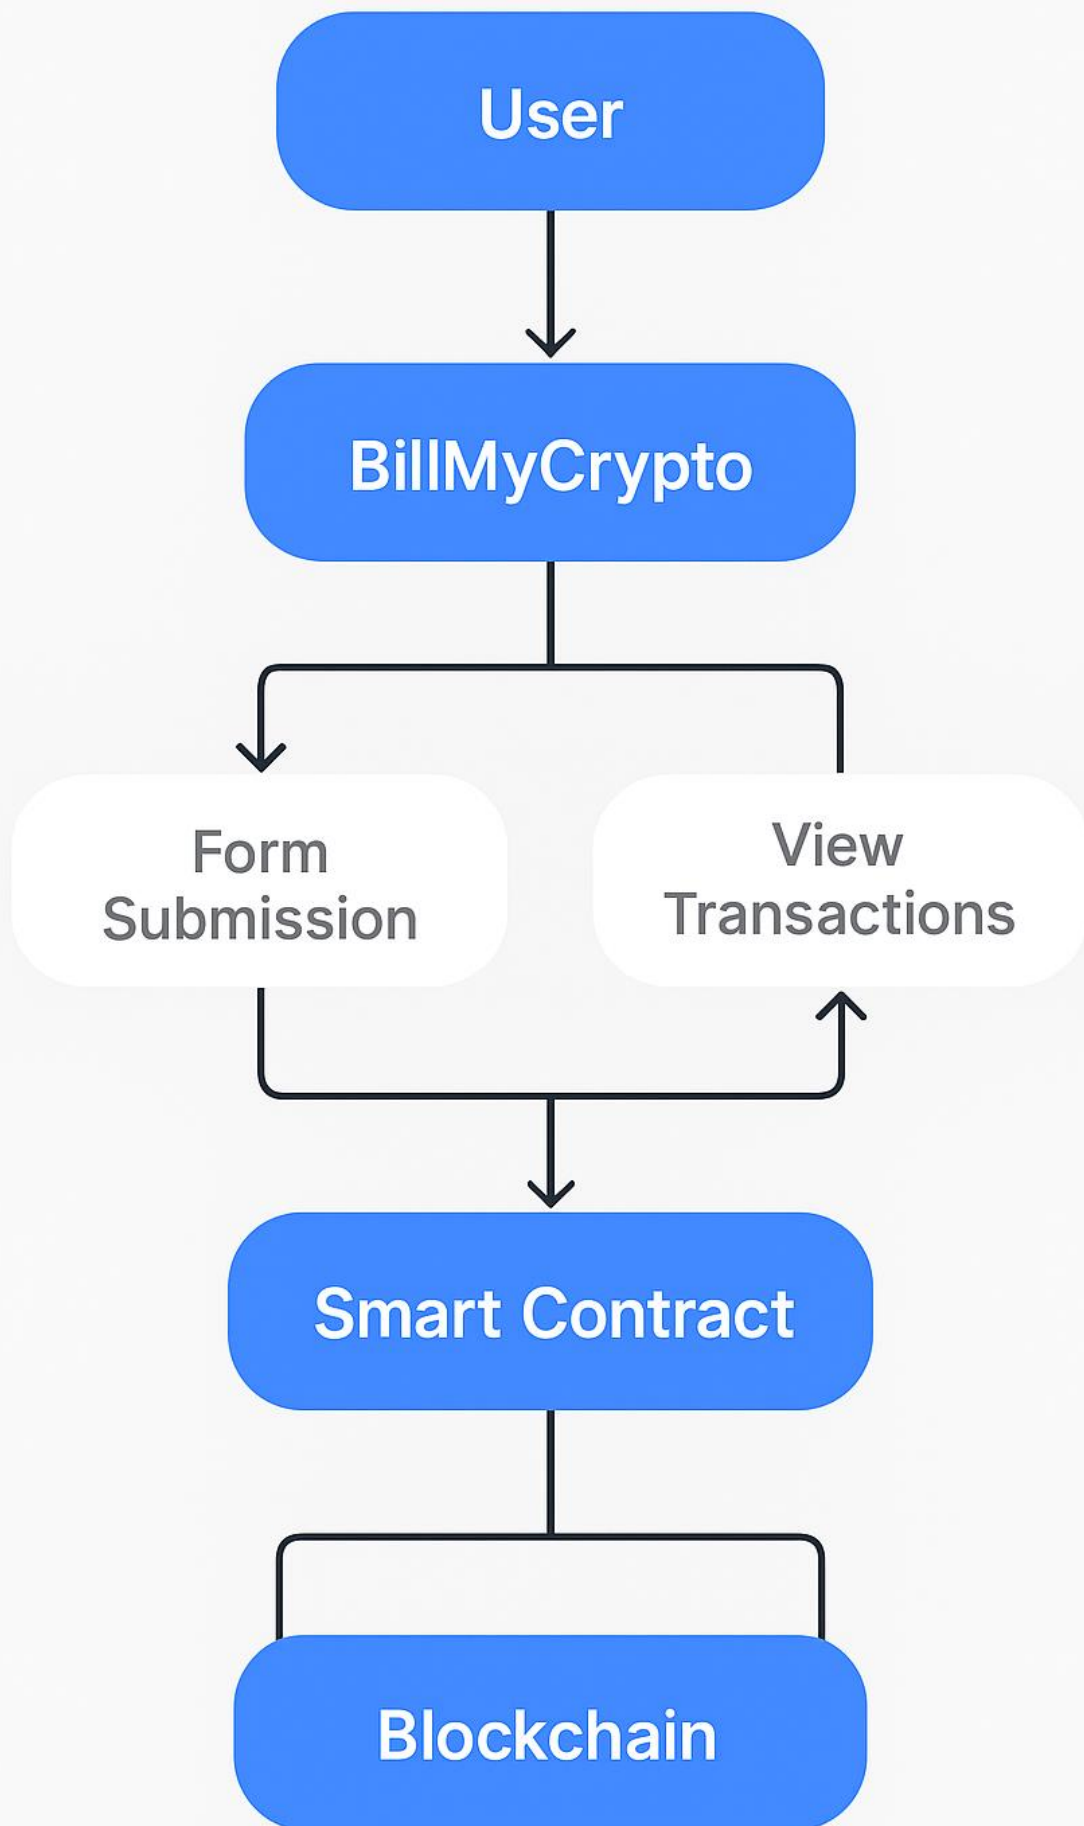 User
BillMyCrypto
Form
Submission
View
Transactions
Smart Contract
Blockchain